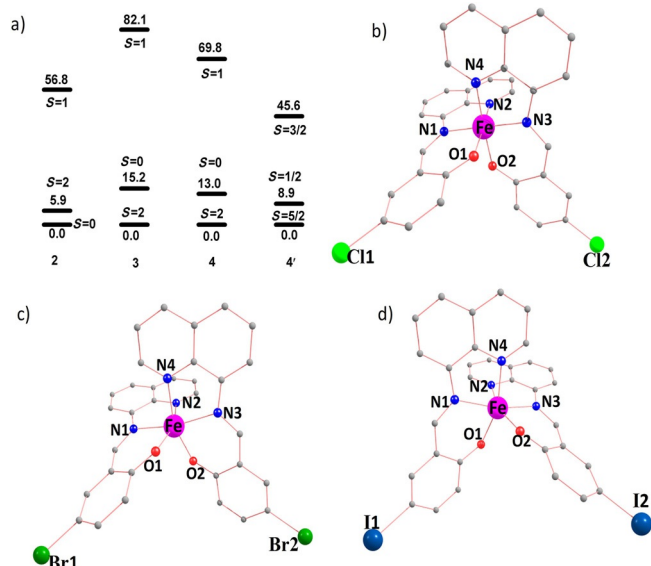 a)
82.1
S=1
69.8
S=1
56.8
S=1
45.6
S=3/2
S=0
15.2
S=0
13.0
S=2
5.9
S=1/2
8.9
S=0
S=2
S=2
S=5/2
0.0
0.0
0.0
0.0
2
3
4
4′
b)
N4
N2
N1
Fe
N3
O1
O2
Cl1
Cl2
c)
N4
N2
N3
N1
Fe
O1
O2
Br1
Br2
d)
N4
N2
N1
Fe
N3
O1
O2
I1
I2